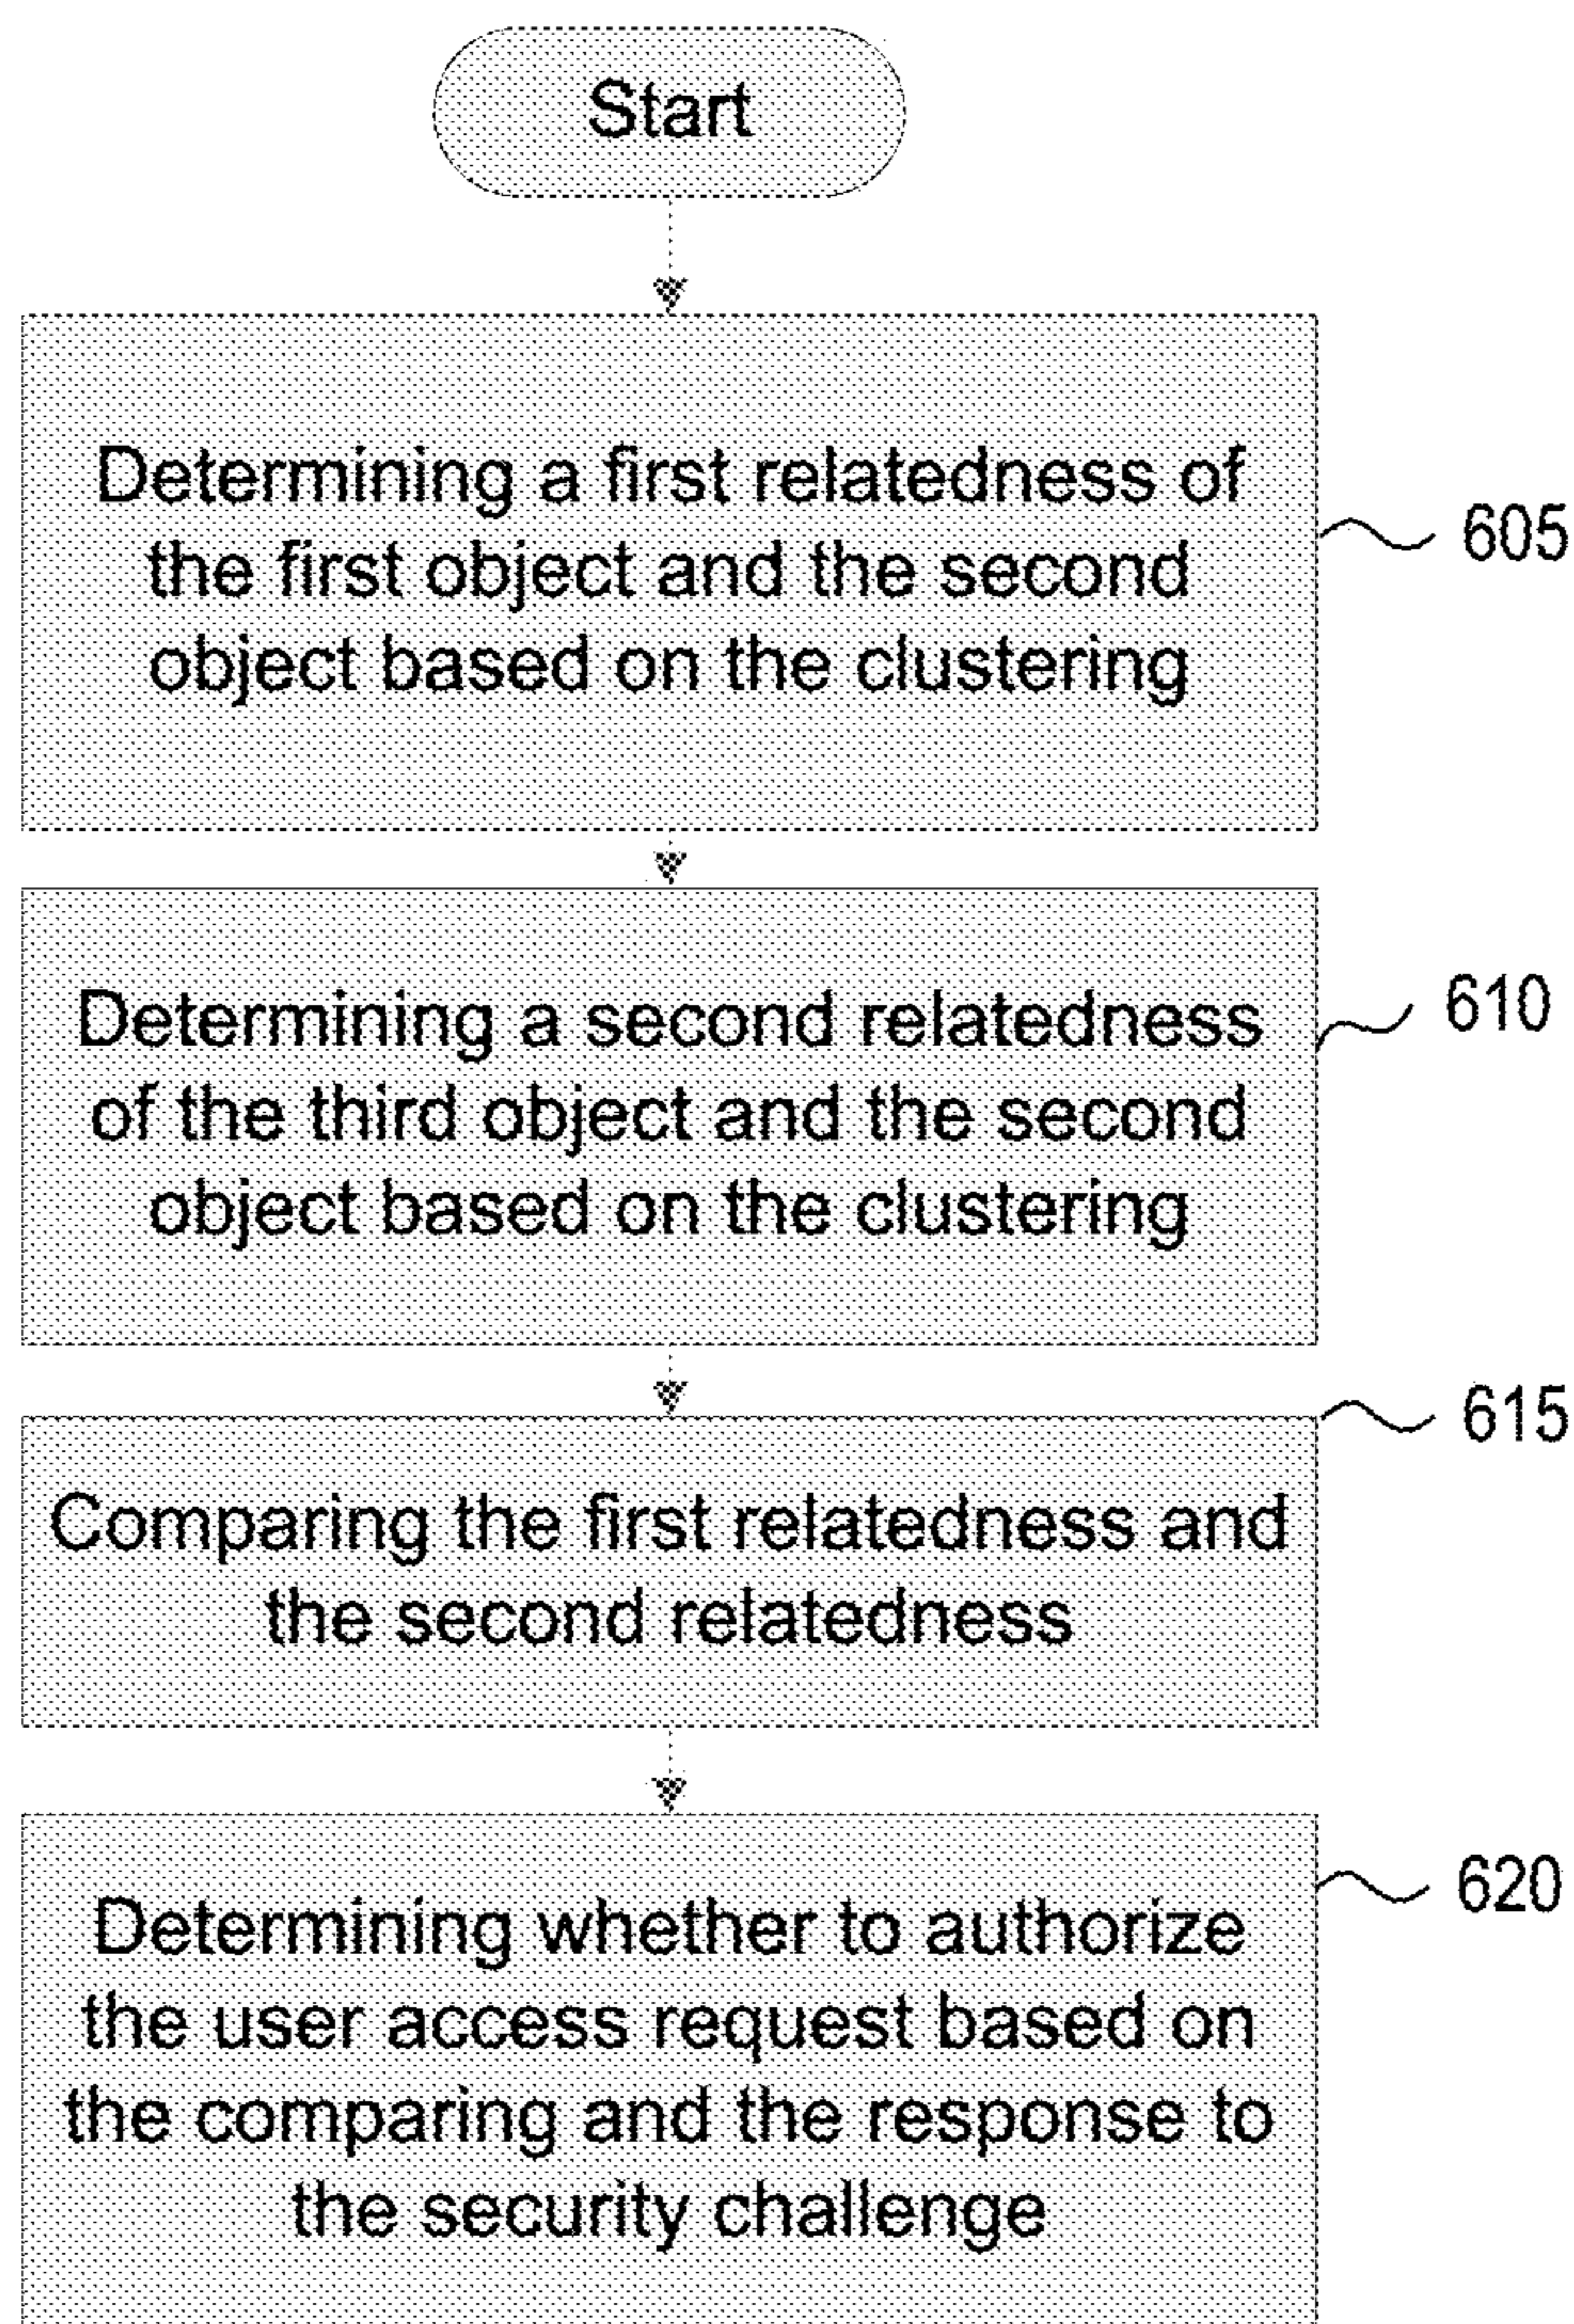 Start
Determining a first relatedness of
the first object and the second
object based on the clustering
605
Determining a second relatedness
of the third object and the second
object based on the clustering
610
615
Comparing the first relatedness and
the second relatedness
620
Determining whether to authorize
the user access request based on
the comparing and the response to
the security challenge